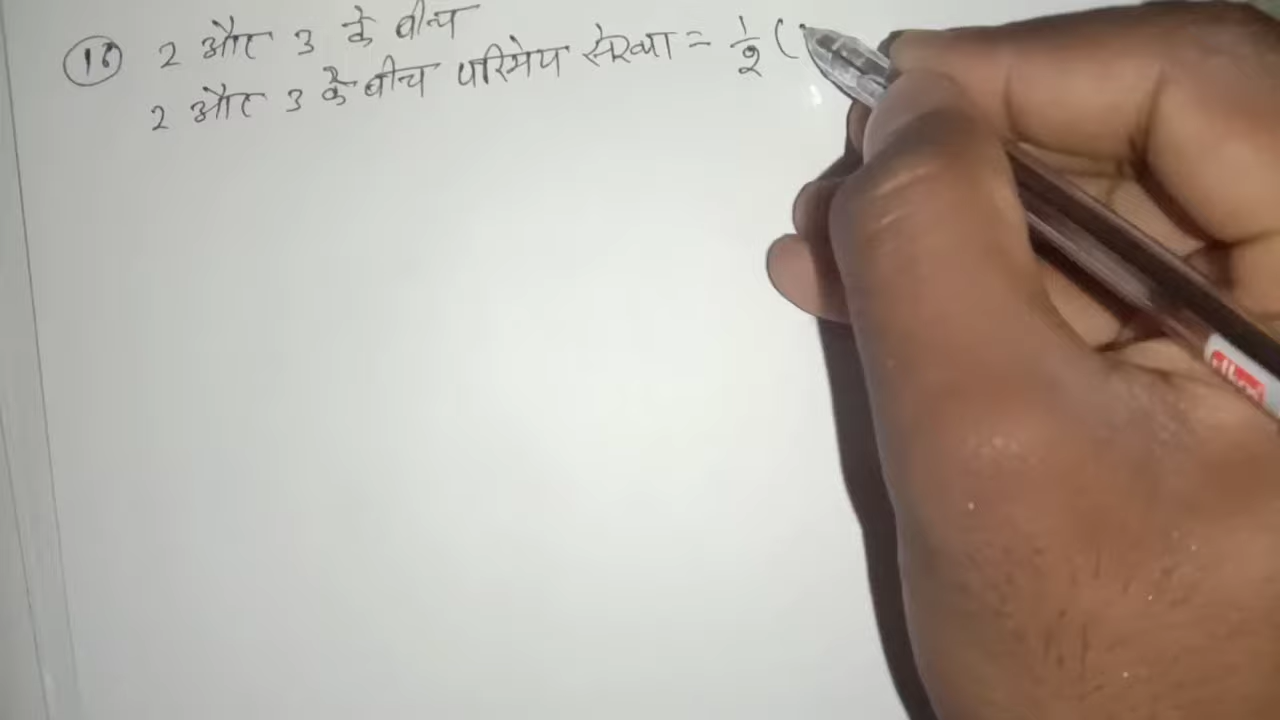 (16) 2 और 3 के बीच
2 और 3 के बीच परिमेय संख्या = 1/2 (